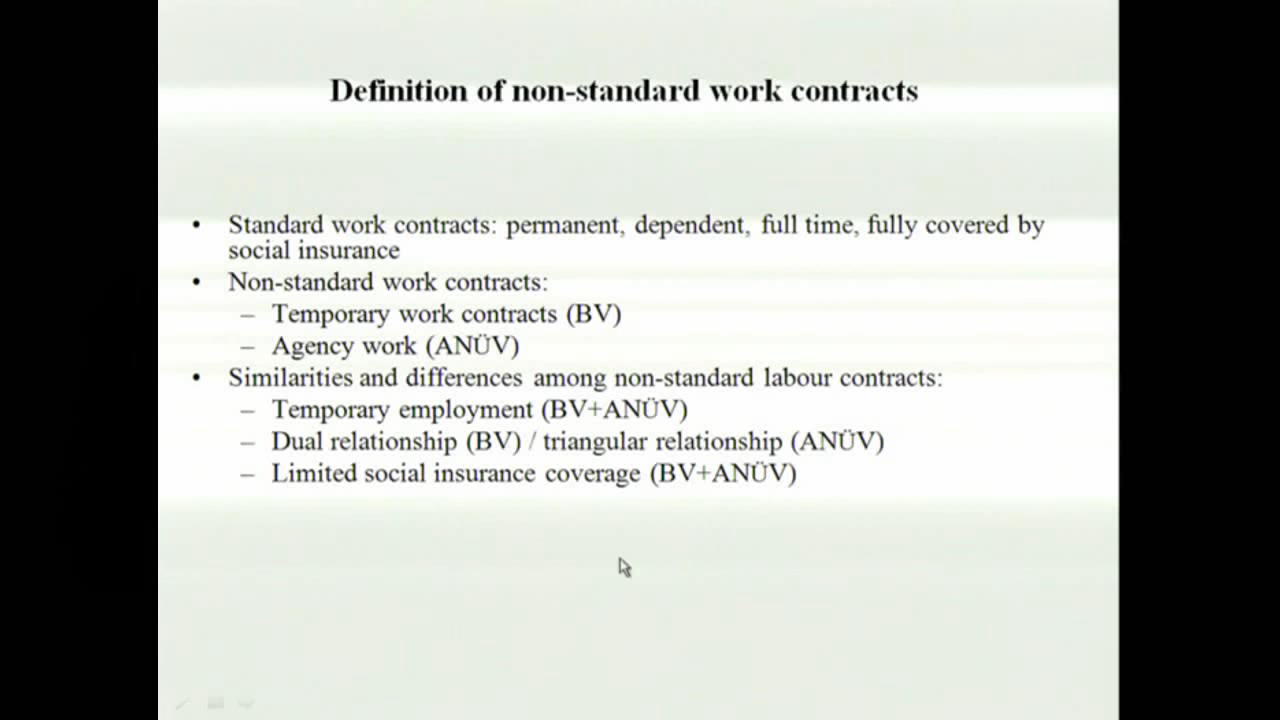 Definition of non-standard work contracts
• Standard work contracts: permanent, dependent, full time, fully covered by
social insurance
• Non-standard work contracts:
– Temporary work contracts (BV)
– Agency work (ANÜV)
• Similarities and differences among non-standard labour contracts:
– Temporary employment (BV+ANÜV)
– Dual relationship (BV) / triangular relationship (ANÜV)
– Limited social insurance coverage (BV+ANÜV)